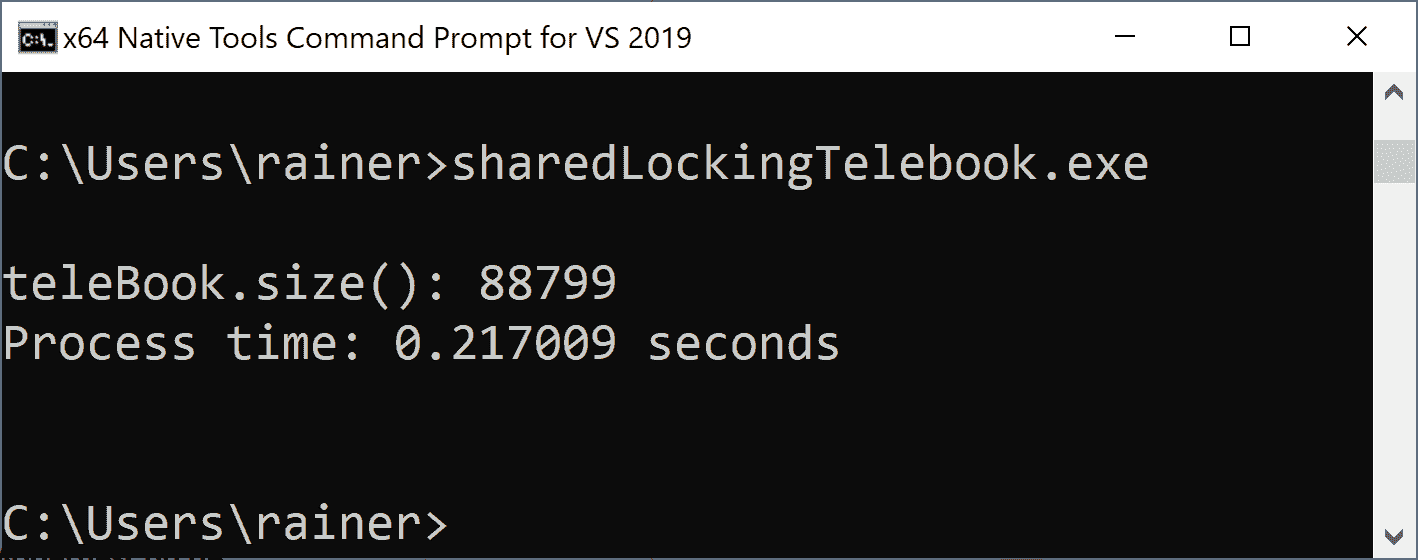 x64 Native Tools Command Prompt for VS 2019
C:\Users\rainer>sharedLockingTelebook.exe
teleBook.size(): 88799
Process time: 0.217009 seconds
C:\Users\rainer>